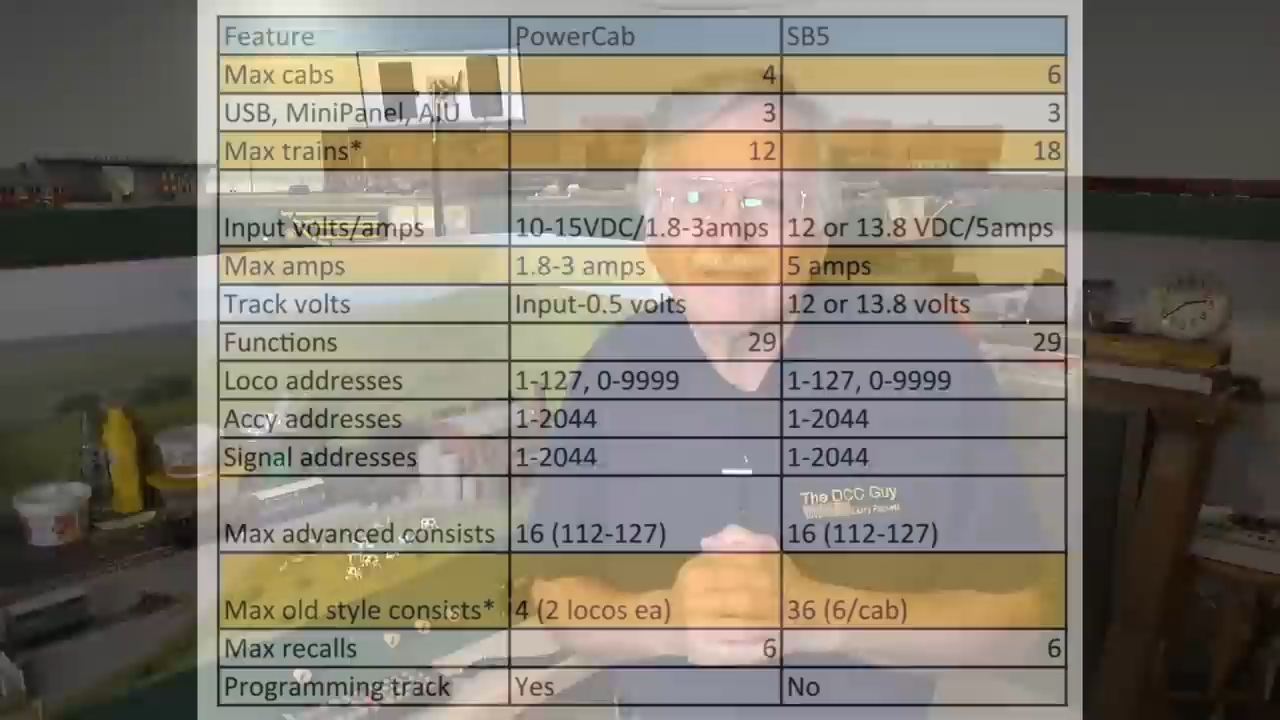 Feature PowerCab SB5
Max cabs 4 6
USB, MiniPanel, AIU 3 3
Max trains* 12 18
Input volts/amps 10-15VDC/1.8-3amps 12 or 13.8 VDC/5amps
Max amps 1.8-3 amps 5 amps
Track volts Input-0.5 volts 12 or 13.8 volts
Functions 29 29
Loco addresses 1-127, 0-9999 1-127, 0-9999
Accy addresses 1-2044 1-2044
Signal addresses 1-2044 1-2044
The DCC Guy
Max advanced consists 16 (112-127) 16 (112-127)
Max old style consists* 4 (2 locos ea) 36 (6/cab)
Max recalls 6 6
Programming track Yes No